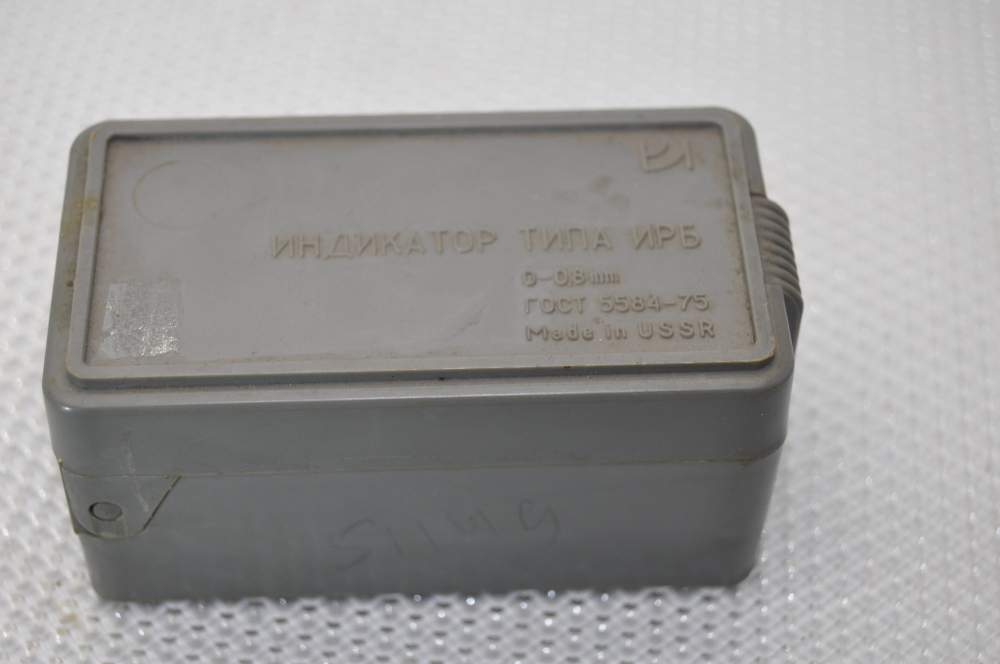 ИНДИКАТОР ТИПА ИРБ
0-0,8mm
ГОСТ 5584-75
Made in USSR